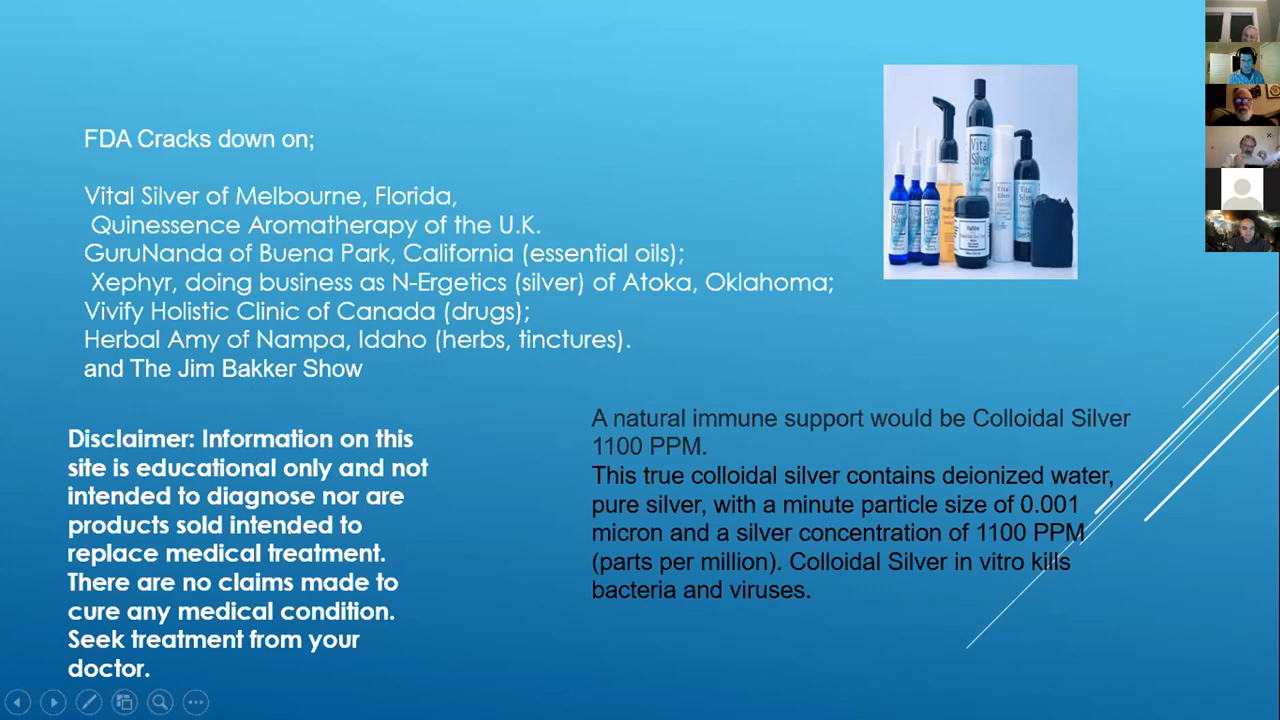 FDA Cracks down on;
Vital Silver of Melbourne, Florida,
Quinessence Aromatherapy of the U.K.
GuruNanda of Buena Park, California (essential oils);
Xephyr, doing business as N-Ergetics (silver) of Atoka, Oklahoma;
Vivify Holistic Clinic of Canada (drugs);
Herbal Amy of Nampa, Idaho (herbs, tinctures).
and The Jim Bakker Show
Vital
Silver
Disclaimer: Information on this
site is educational only and not
intended to diagnose nor are
products sold intended to
replace medical treatment.
There are no claims made to
cure any medical condition.
Seek treatment from your
doctor.
A natural immune support would be Colloidal Silver
1100 PPM.
This true colloidal silver contains deionized water,
pure silver, with a minute particle size of 0.001
micron and a silver concentration of 1100 PPM
(parts per million). Colloidal Silver in vitro kills
bacteria and viruses.